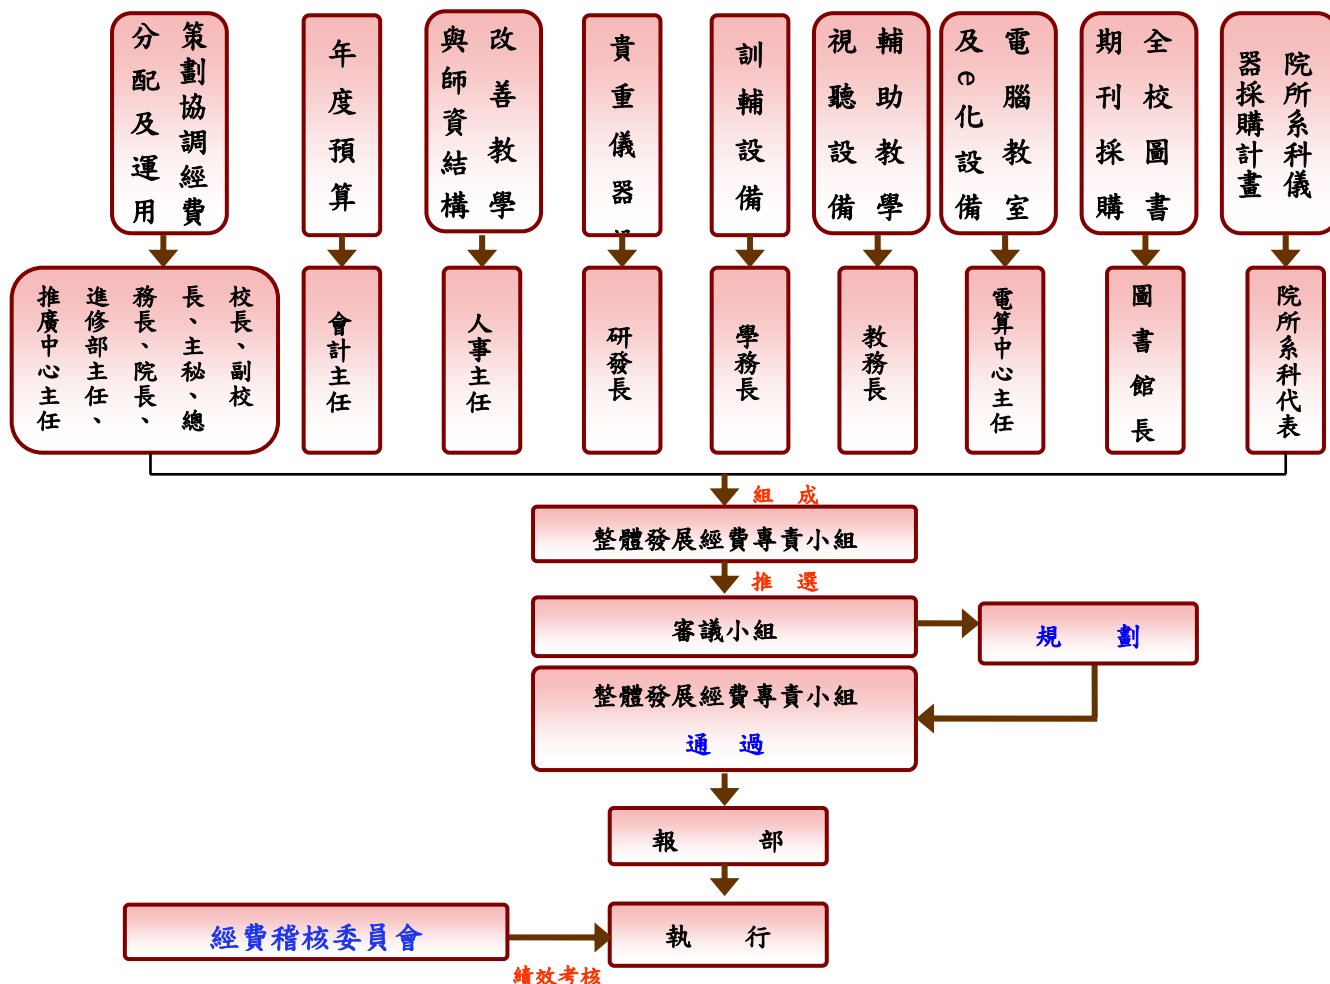 策劃協調經費
分配及運用
年度預算
改善教學
與師資結構
貴重儀器
訓輔設備
輔助教學
視聽設備
電腦教室
及e化設備
全校圖書
期刊採購
院所系科儀
器採購計畫
校長、副校
長、主秘、總
務長、院長、
進修部主任、
推廣中心主任
會計主任
人事主任
研發長
學務長
教務長
電算中心主任
圖書館長
院所系科代表
組 成
整體發展經費專責小組
推 選
審議小組
規 劃
整體發展經費專責小組
通 過
報 部
經費稽核委員會
執 行
績效考核